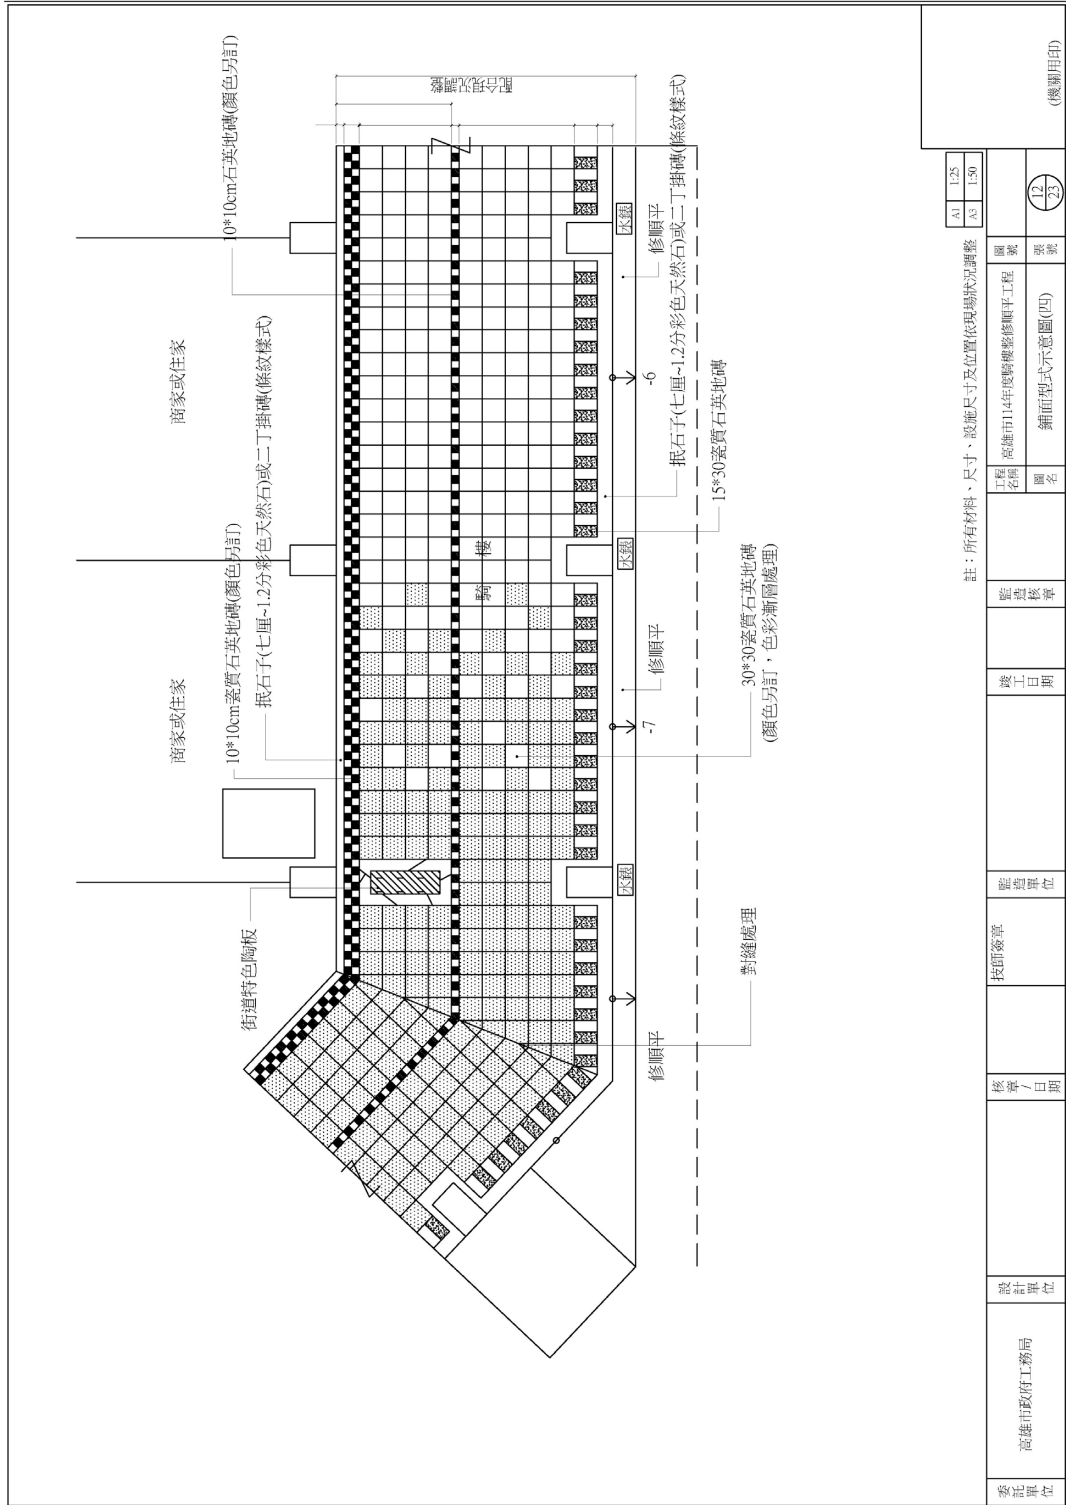 商家或住家
商家或住家
10*10cm石英地磚(顏色另訂)
抿石子(七厘~1.2分彩色天然石)或二丁掛磚(條紋樣式)
10*10cm瓷質石英地磚(顏色另訂)
街道特色陶板
配合現況調整
騎
樓
水錶
水錶
水錶
修順平
修順平
修順平
-6
-7
抿石子(七厘~1.2分彩色天然石)或二丁掛磚(條紋樣式)
15*30瓷質石英地磚
30*30瓷質石英地磚
(顏色另訂，色彩漸層處理)
對縫處理
註：所有材料、尺寸、設施尺寸及位置依現場狀況調整
A1 1:25
A3 1:50
委託單位
高雄市政府工務局
設計單位
核章/日期
技師簽章
監造單位
竣工日期
監造核章
工程名稱
高雄市114年度騎樓整修順平工程
圖名
鋪面型式示意圖(四)
圖號
張號
12
23
(機關用印)